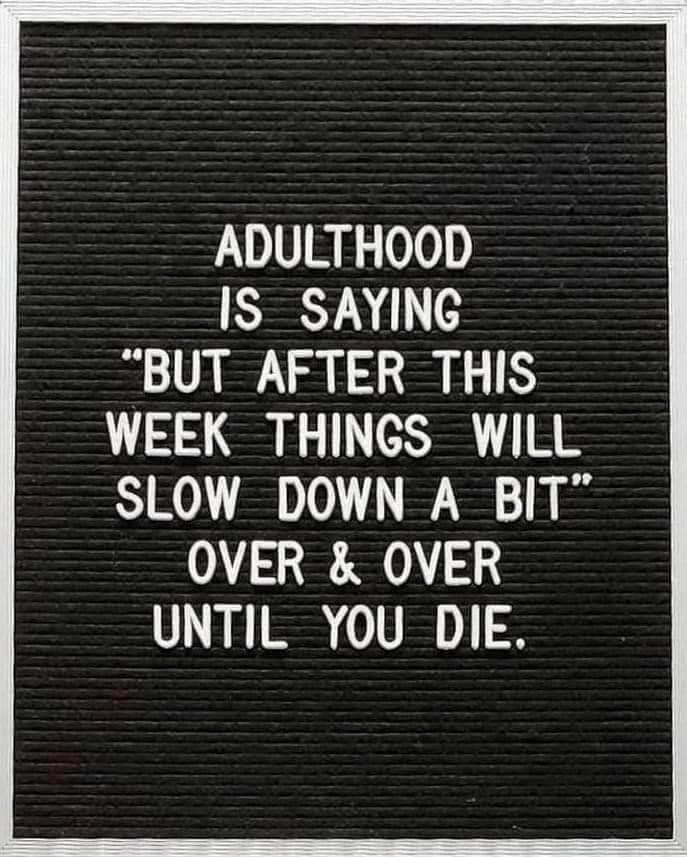 ADULTHOOD
IS SAYING
“BUT AFTER THIS
WEEK THINGS WILL
SLOW DOWN A BIT”
OVER & OVER
UNTIL YOU DIE.